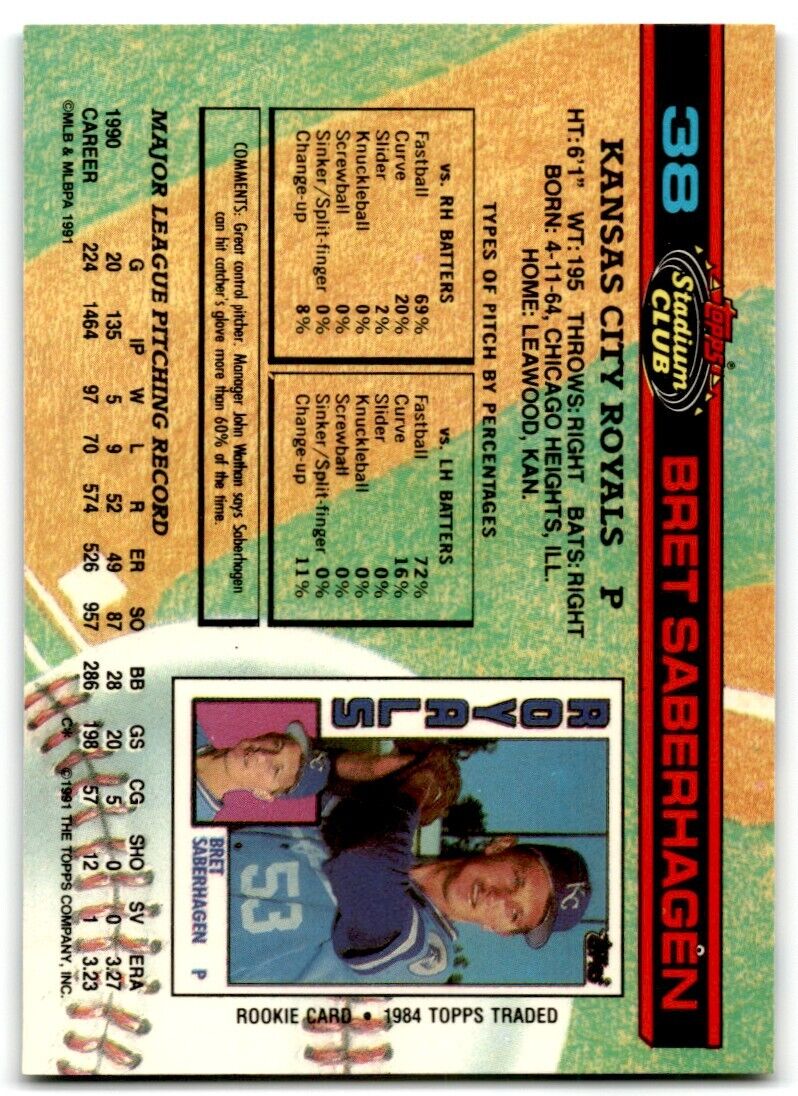 38
TOPPS®
Stadium
CLUB
BRET SABERHAGEN
KANSAS CITY ROYALS P
HT: 6'1" WT: 195 THROWS: RIGHT BATS: RIGHT
BORN: 4-11-64, CHICAGO HEIGHTS, ILL.
HOME: LEAWOOD, KAN.
TYPES OF PITCH BY PERCENTAGES
vs. RH BATTERS
Fastball 69%
Curve 20%
Slider 2%
Knuckleball 0%
Screwball 0%
Sinker/Split-finger 0%
Change-up 8%
vs. LH BATTERS
Fastball 72%
Curve 16%
Slider 0%
Knuckleball 0%
Screwball 0%
Sinker/Split-finger 0%
Change-up 11%
COMMENTS: Great control pitcher. Manager John Wathan says Saberhagen
can hit catcher's glove more than 60% of the time.
ROYALS
Topps
KC
KC
53
BRET
SABERHAGEN P
ROOKIE CARD • 1984 TOPPS TRADED
MAJOR LEAGUE PITCHING RECORD
G IP W L R ER SO BB GS CG SHO SV ERA
1990 20 135 5 9 52 49 87 28 20 5 0 0 3.27
CAREER 224 1464 97 70 574 526 957 286 198 57 12 1 3.23
©MLB & MLBPA 1991 C* ©1991 THE TOPPS COMPANY, INC.